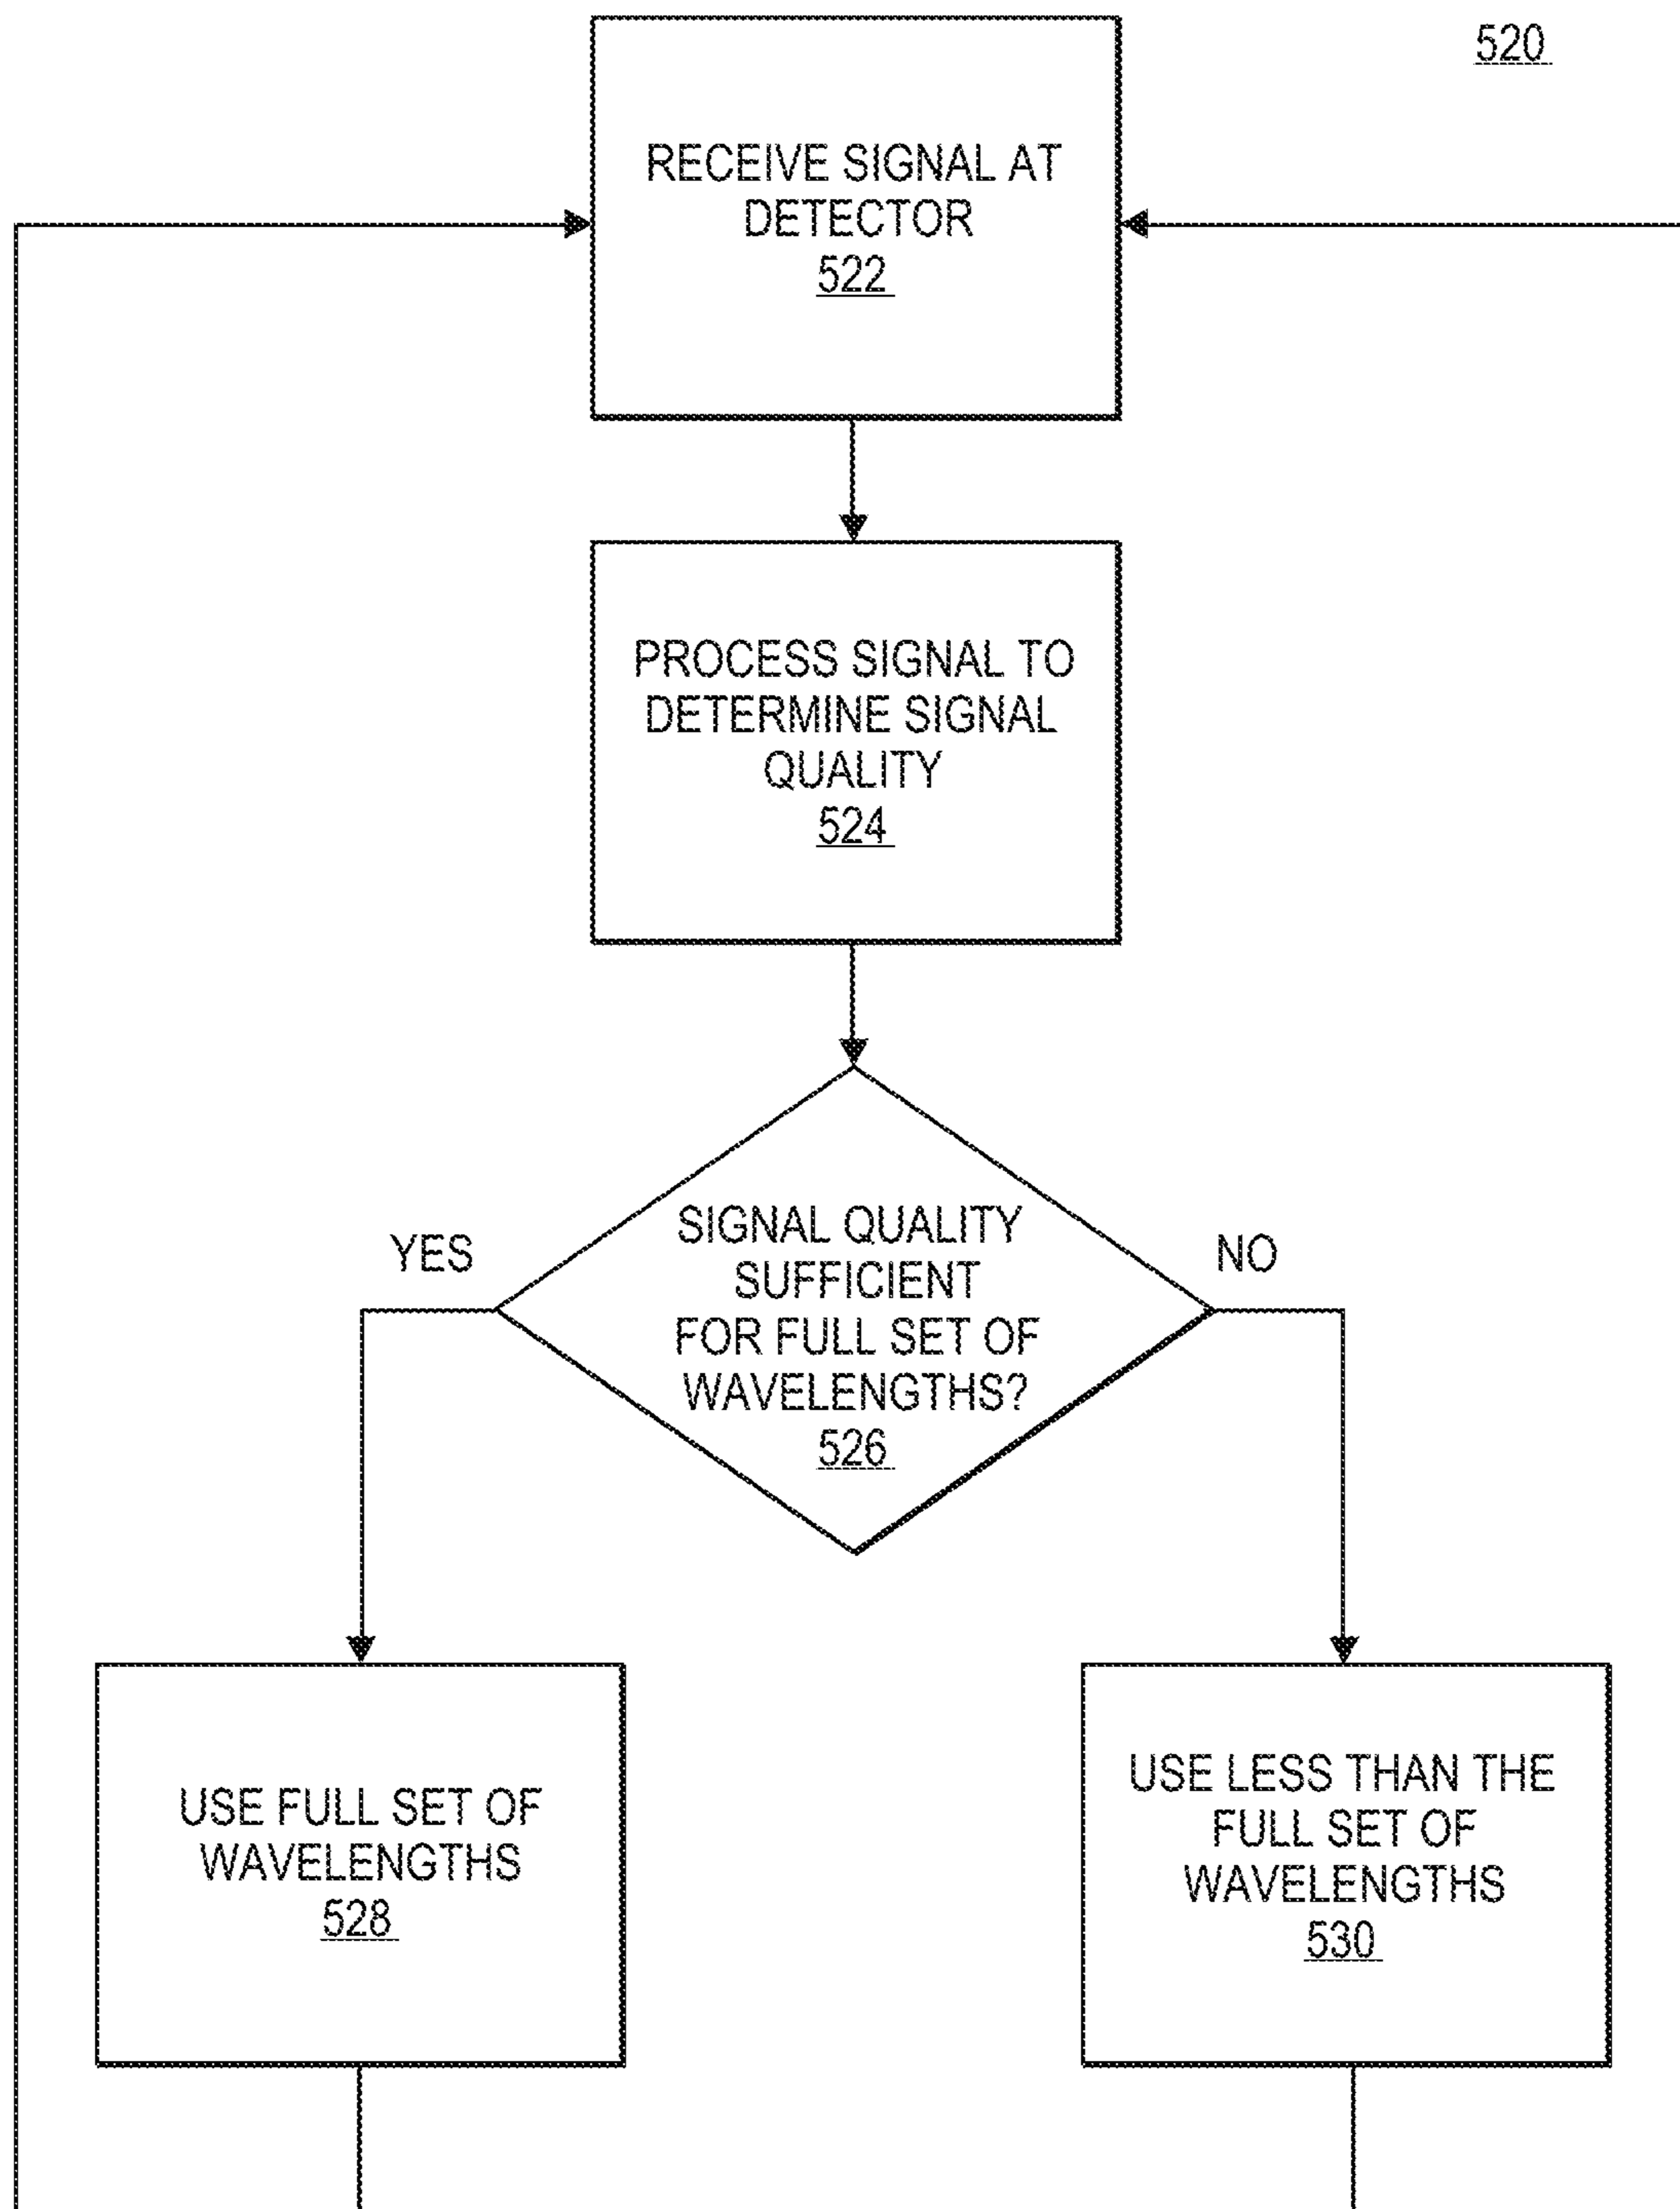 520
RECEIVE SIGNAL AT
DETECTOR
522
PROCESS SIGNAL TO
DETERMINE SIGNAL
QUALITY
524
SIGNAL QUALITY
SUFFICIENT
FOR FULL SET OF
WAVELENGTHS?
526
YES
NO
USE FULL SET OF
WAVELENGTHS
528
USE LESS THAN THE
FULL SET OF
WAVELENGTHS
530